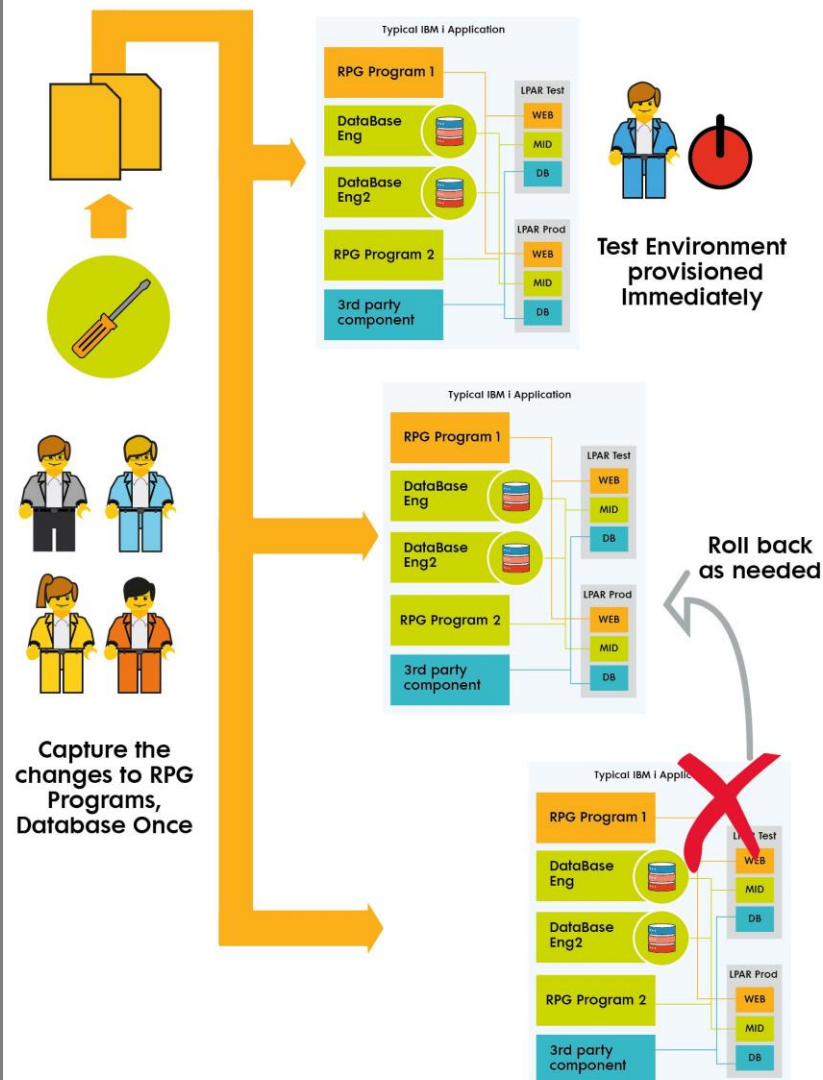 Typical IBM i Application
RPG Program 1
DataBase
Eng
DataBase
Eng2
RPG Program 2
3rd party
component
LPAR Test
WEB
MID
DB
LPAR Prod
WEB
MID
DB
Test Environment
provisioned
Immediately
Typical IBM i Application
RPG Program 1
DataBase
Eng
DataBase
Eng2
RPG Program 2
3rd party
component
LPAR Test
WEB
MID
DB
LPAR Prod
WEB
MID
DB
Roll back
as needed
Capture the
changes to RPG
Programs,
Database Once
Typical IBM i Applic
RPG Program 1
DataBase
Eng
DataBase
Eng2
RPG Program 2
3rd party
component
Test
WEB
MID
DB
LPAR Prod
WEB
MID
DB